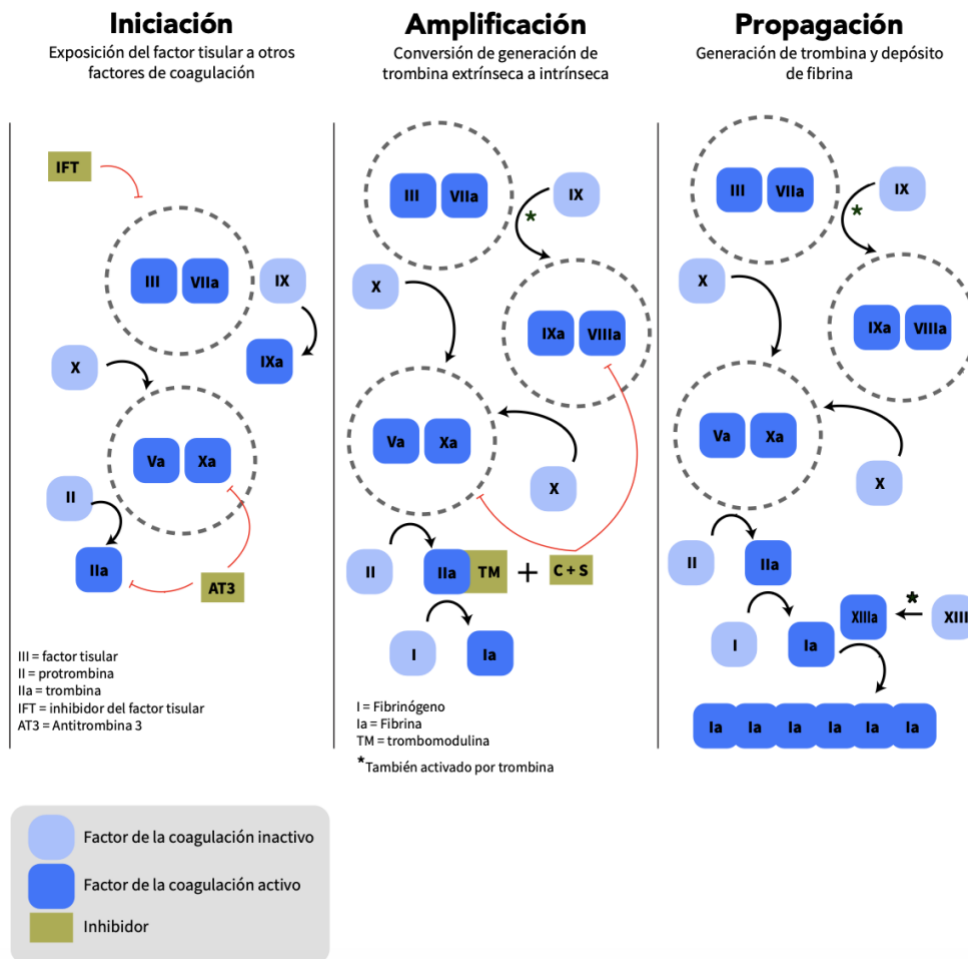 Iniciación
Exposición del factor tisular a otros
factores de coagulación
IFT
III
VIIa
IX
IXa
X
Va
Xa
II
IIa
AT3
III = factor tisular
II = protrombina
IIa = trombina
IFT = inhibidor del factor tisular
AT3 = Antitrombina 3
Amplificación
Conversión de generación de
trombina extrínseca a intrínseca
III
VIIa
IX
*
X
IXa
VIIIa
Va
Xa
X
II
IIa
TM
+
C + S
I
Ia
I = Fibrinógeno
Ia = Fibrina
TM = trombomodulina
*También activado por trombina
Propagación
Generación de trombina y depósito
de fibrina
III
VIIa
IX
*
X
IXa
VIIIa
Va
Xa
X
II
IIa
XIIIa
*
XIII
I
Ia
Ia
Ia
Ia
Ia
Ia
Ia
Factor de la coagulación inactivo
Factor de la coagulación activo
Inhibidor